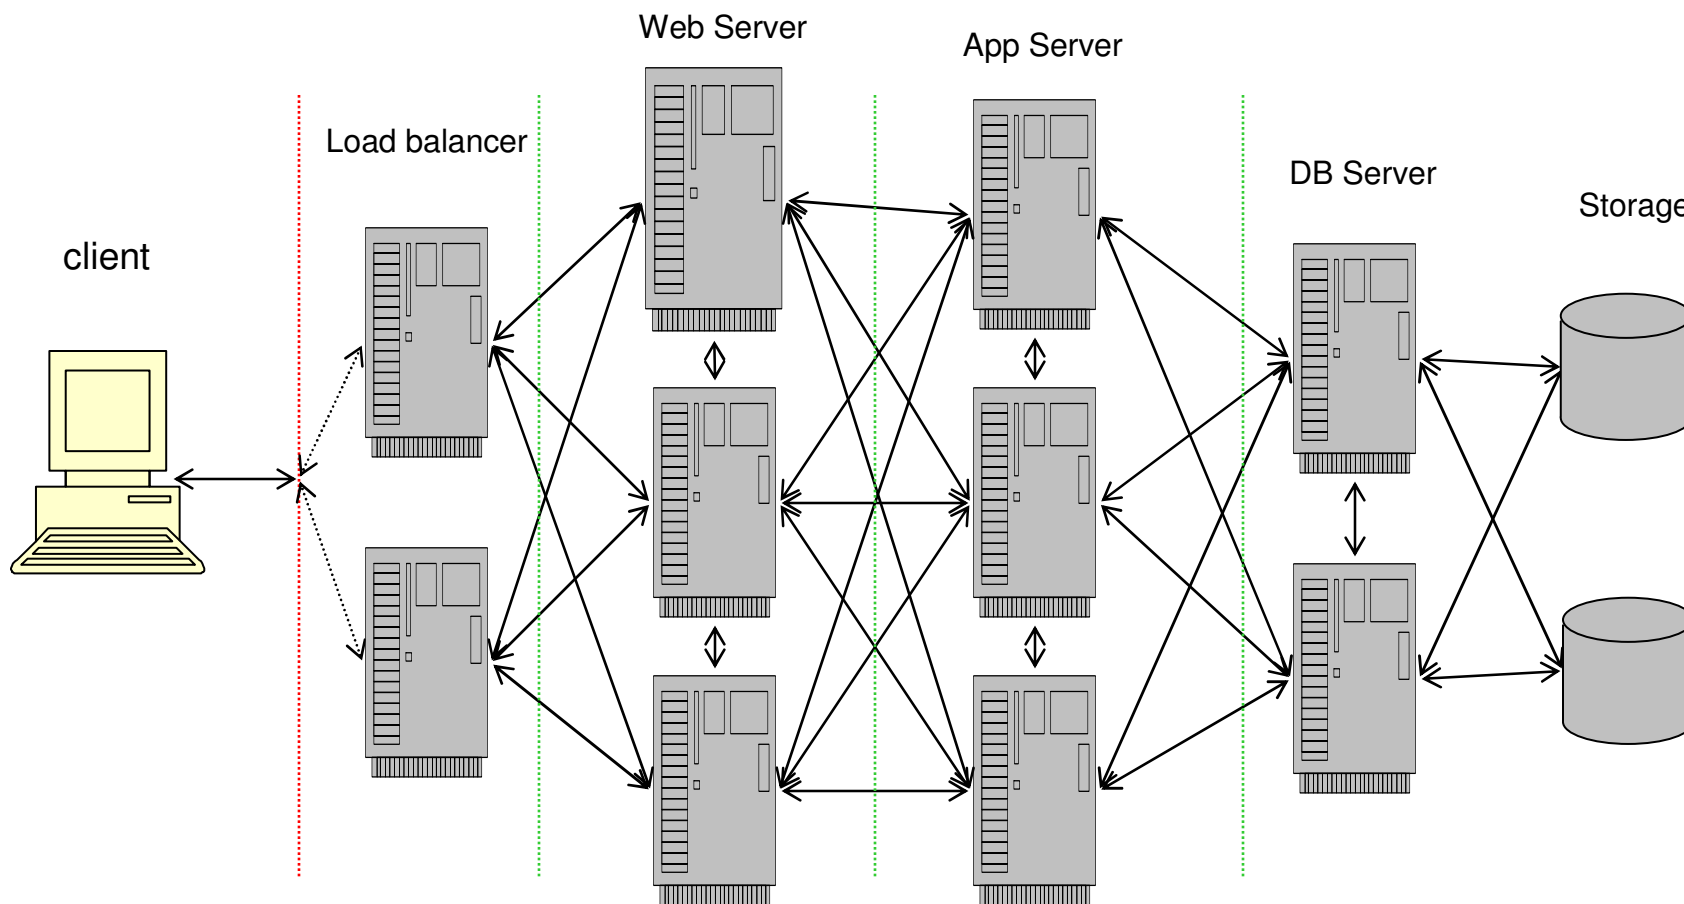 Web Server
App Server
Load balancer
DB Server
Storage
client